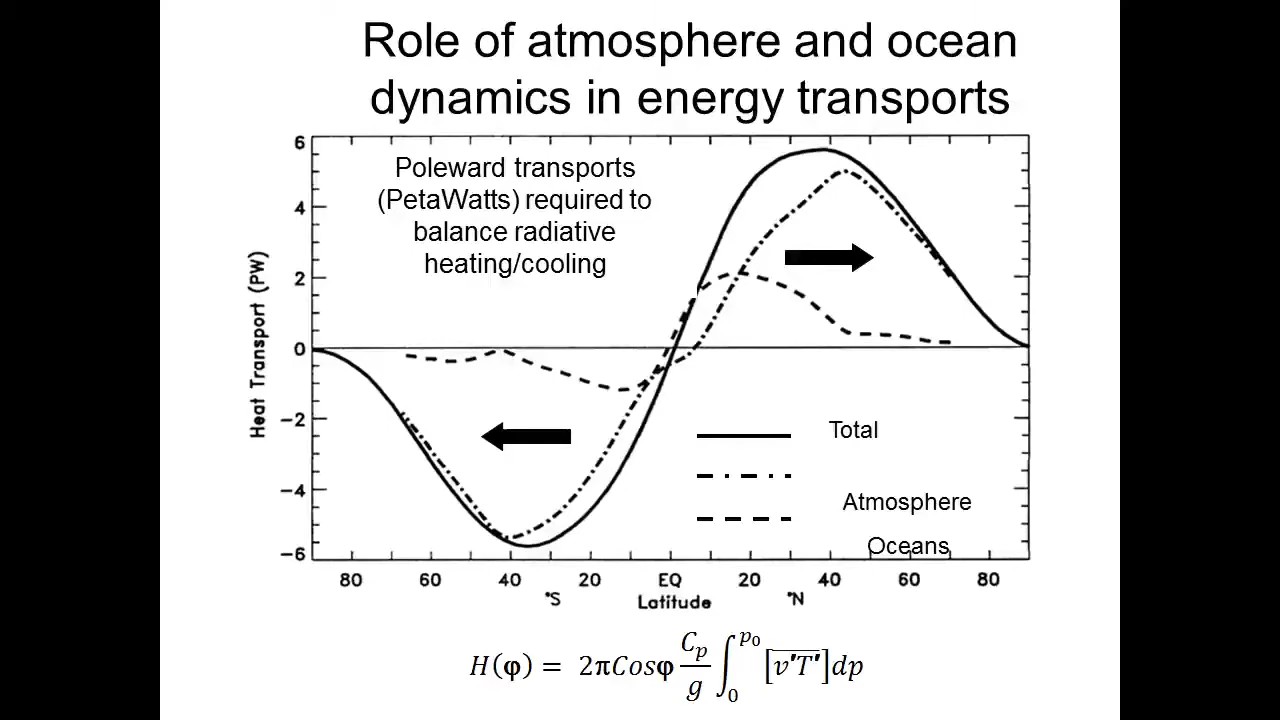 Role of atmosphere and ocean
dynamics in energy transports
Poleward transports
(PetaWatts) required to
balance radiative
heating/cooling
Heat Transport (PW)
6
4
2
0
−2
−4
−6
Total
Atmosphere
Oceans
80 60 40 20 EQ 20 40 60 80
°S Latitude °N
H(φ) = 2πCosφ C_p/g ∫_0^{p_0} [\overline{v′T′}]dp